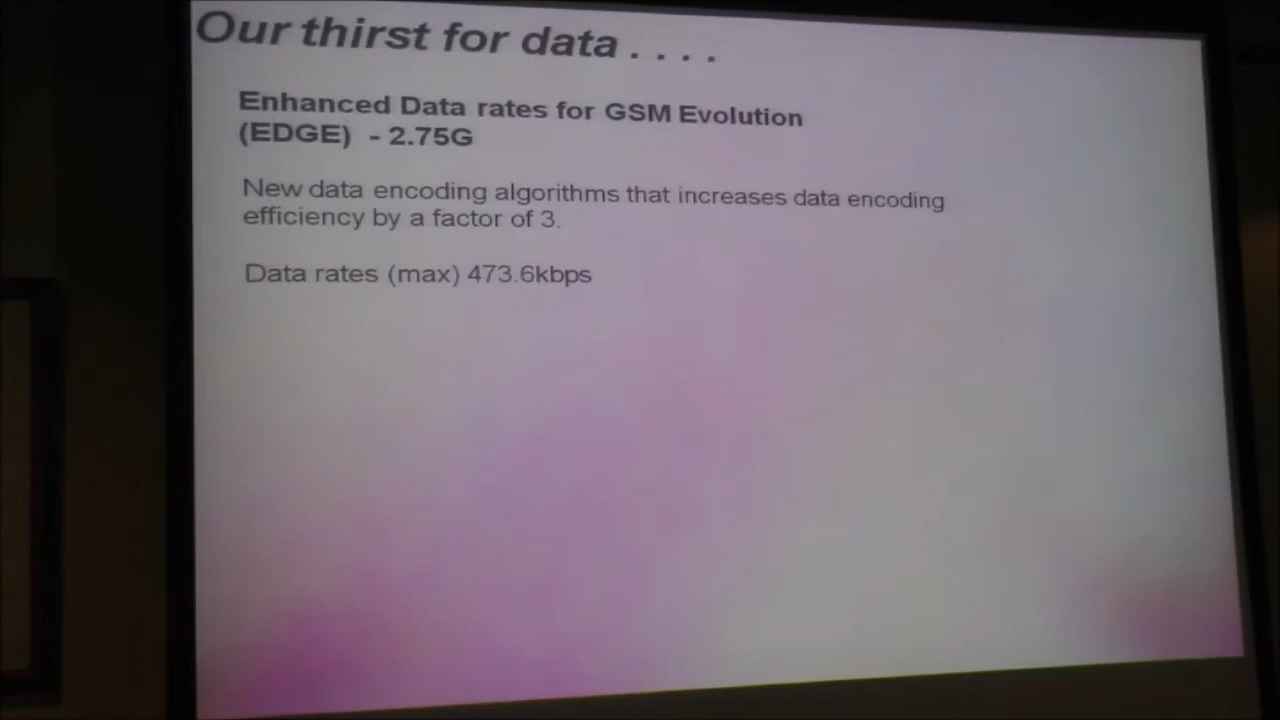 Our thirst for data . . . .
Enhanced Data rates for GSM Evolution
(EDGE) - 2.75G
New data encoding algorithms that increases data encoding
efficiency by a factor of 3.
Data rates (max) 473.6kbps